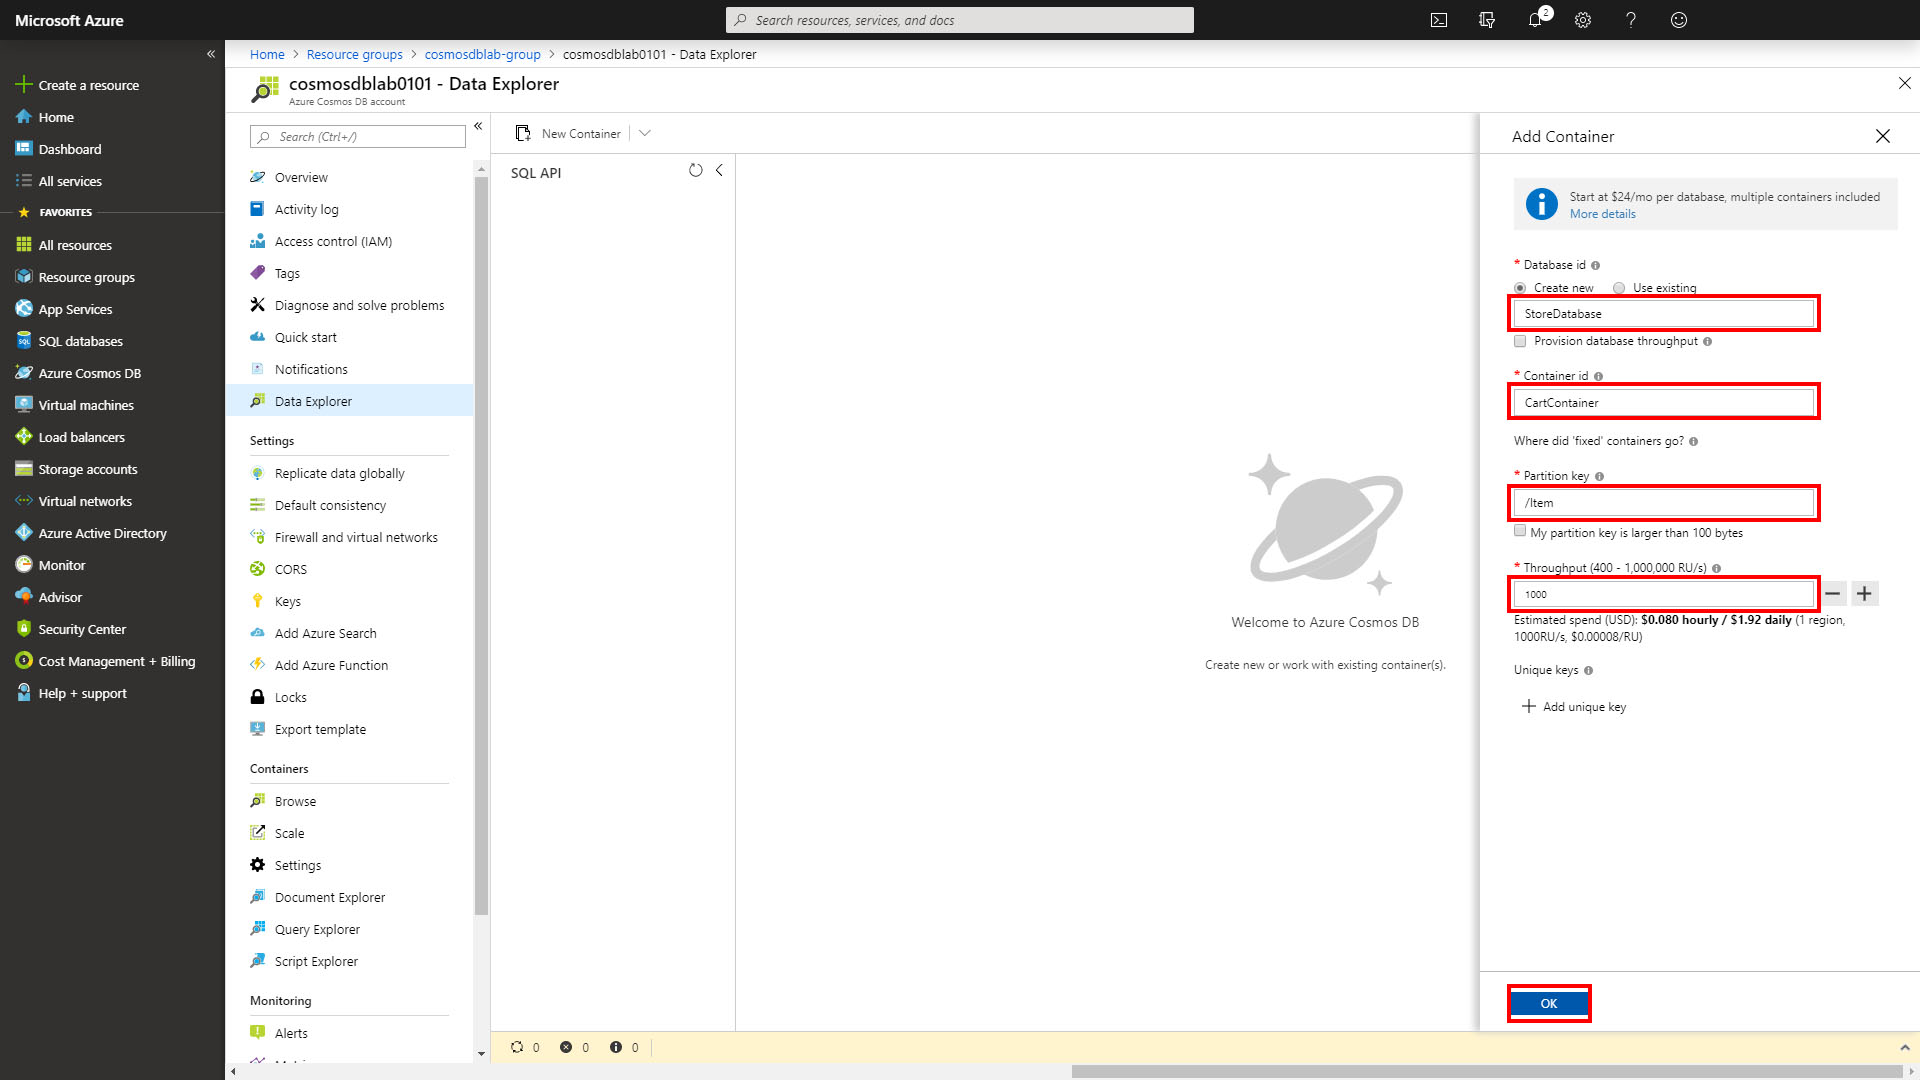 Microsoft Azure
Search resources, services, and docs
2
Create a resource
Home
Dashboard
All services
FAVORITES
All resources
Resource groups
App Services
SQL databases
Azure Cosmos DB
Virtual machines
Load balancers
Storage accounts
Virtual networks
Azure Active Directory
Monitor
Advisor
Security Center
Cost Management + Billing
Help + support
Home > Resource groups > cosmosdblab-group > cosmosdblab0101 - Data Explorer
cosmosdblab0101 - Data Explorer
Azure Cosmos DB account
Search (Ctrl+/)
Overview
Activity log
Access control (IAM)
Tags
Diagnose and solve problems
Quick start
Notifications
Data Explorer
Settings
Replicate data globally
Default consistency
Firewall and virtual networks
CORS
Keys
Add Azure Search
Add Azure Function
Locks
Export template
Containers
Browse
Scale
Settings
Document Explorer
Query Explorer
Script Explorer
Monitoring
Alerts
New Container
SQL API
Welcome to Azure Cosmos DB
Create new or work with existing container(s).
0 0 0
Add Container
Start at $24/mo per database, multiple containers included
More details
* Database id
Create new Use existing
StoreDatabase
Provision database throughput
* Container id
CartContainer
Where did 'fixed' containers go?
* Partition key
/Item
My partition key is larger than 100 bytes
* Throughput (400 - 1,000,000 RU/s)
1000
Estimated spend (USD): $0.080 hourly / $1.92 daily (1 region,
1000RU/s, $0.00008/RU)
Unique keys
Add unique key
OK